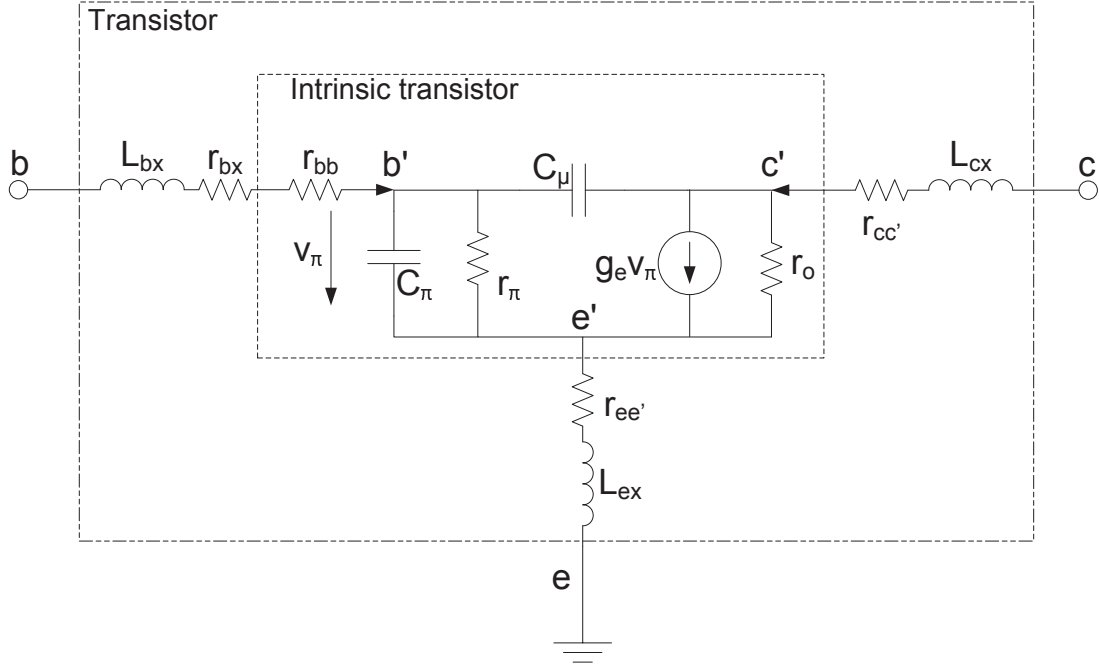 Transistor
Intrinsic transistor
b
L_bx
r_bx
r_bb
b'
C_μ
c'
L_cx
c
r_cc'
v_π
C_π
r_π
g_e v_π
r_o
e'
r_ee'
L_ex
e